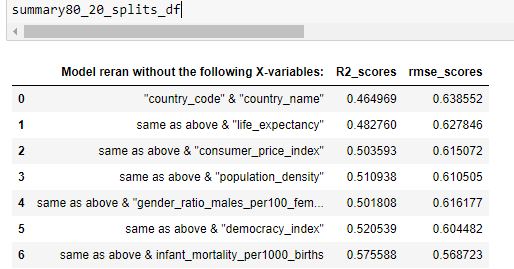 summary80_20_splits_df
Model reran without the following X-variables: R2_scores rmse_scores
0 "country_code" & "country_name" 0.464969 0.638552
1 same as above & "life_expectancy" 0.482760 0.627846
2 same as above & "consumer_price_index" 0.503593 0.615072
3 same as above & "population_density" 0.510938 0.610505
4 same as above & "gender_ratio_males_per100_fem... 0.501808 0.616177
5 same as above & "democracy_index" 0.520539 0.604482
6 same as above & infant_mortality_per1000_births 0.575588 0.568723